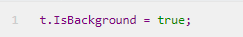 1 t.IsBackground = true;